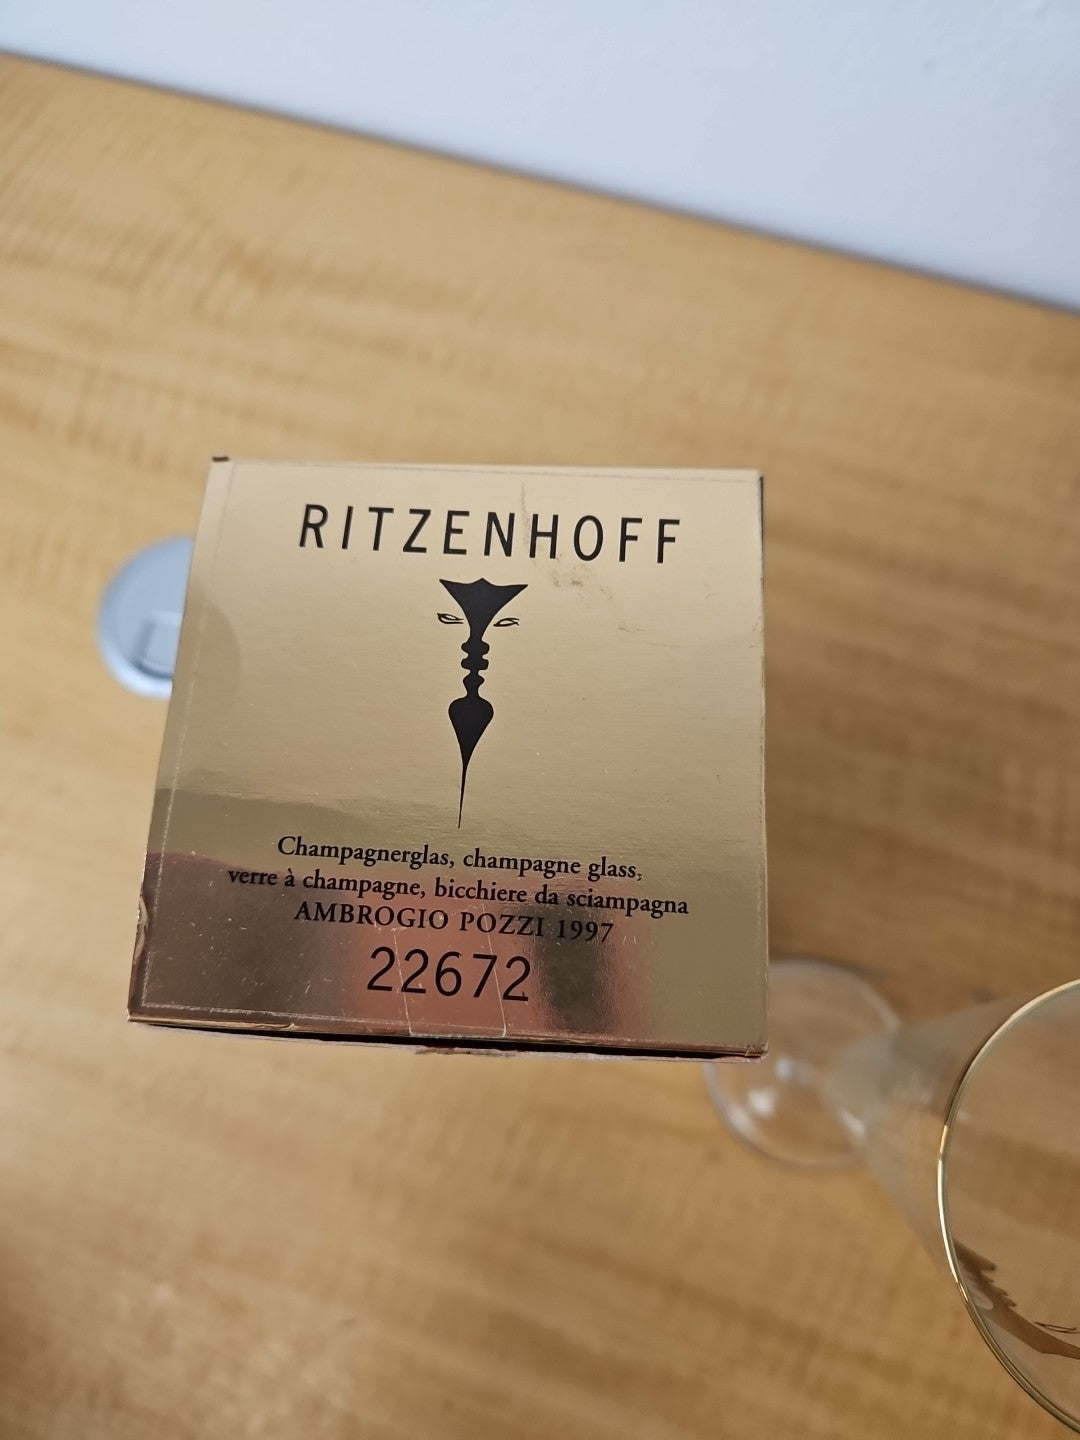 RITZENHOFF
Champagnerglas, champagne glass,
verre à champagne, bicchiere da sciampagna
AMBROGIO POZZI 1997
22672